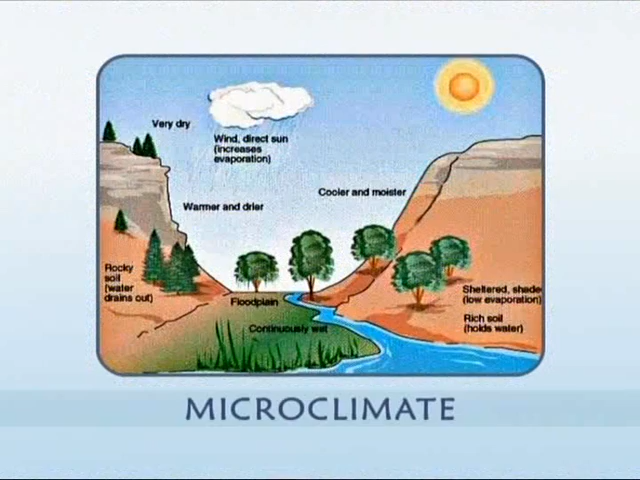 Very dry
Wind, direct sun
(increases
evaporation)
Cooler and moister
Warmer and drier
Rocky
soil
(water
drains out)
Sheltered, shade
(low evaporation)
Floodplain
Rich soil
(holds water)
Continuously wet
MICROCLIMATE